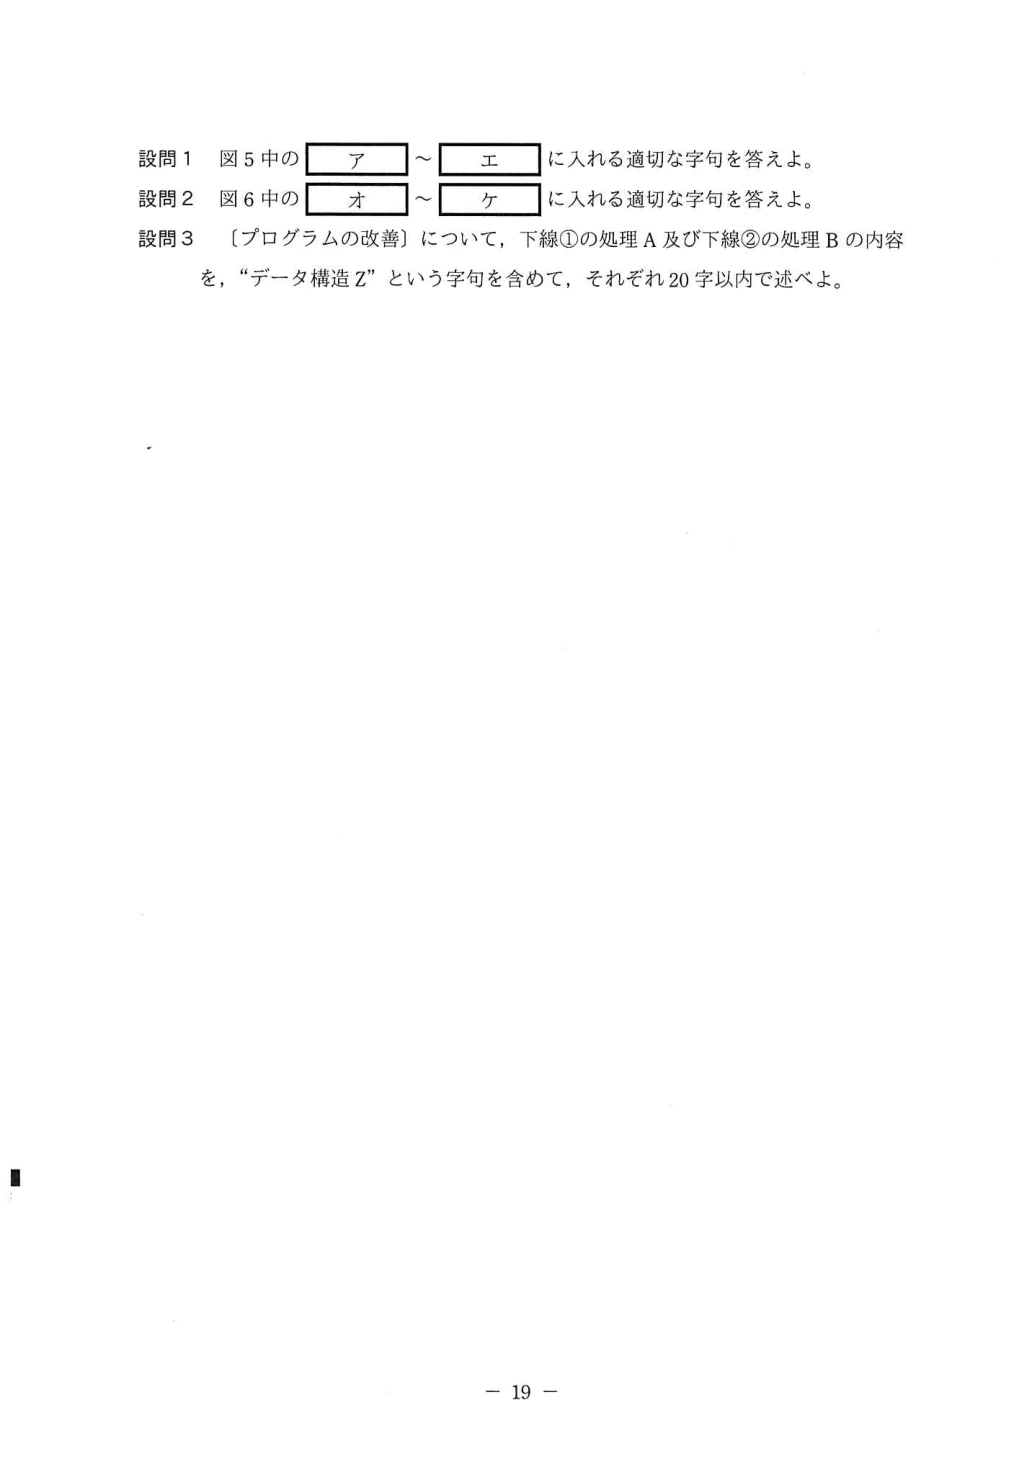 設問1 図5中の ア ～ エ に入れる適切な字句を答えよ。
設問2 図6中の オ ～ ケ に入れる適切な字句を答えよ。
設問3 〔プログラムの改善〕について，下線①の処理A及び下線②の処理Bの内容
を，“データ構造Z”という字句を含めて，それぞれ20字以内で述べよ。
－ 19 －